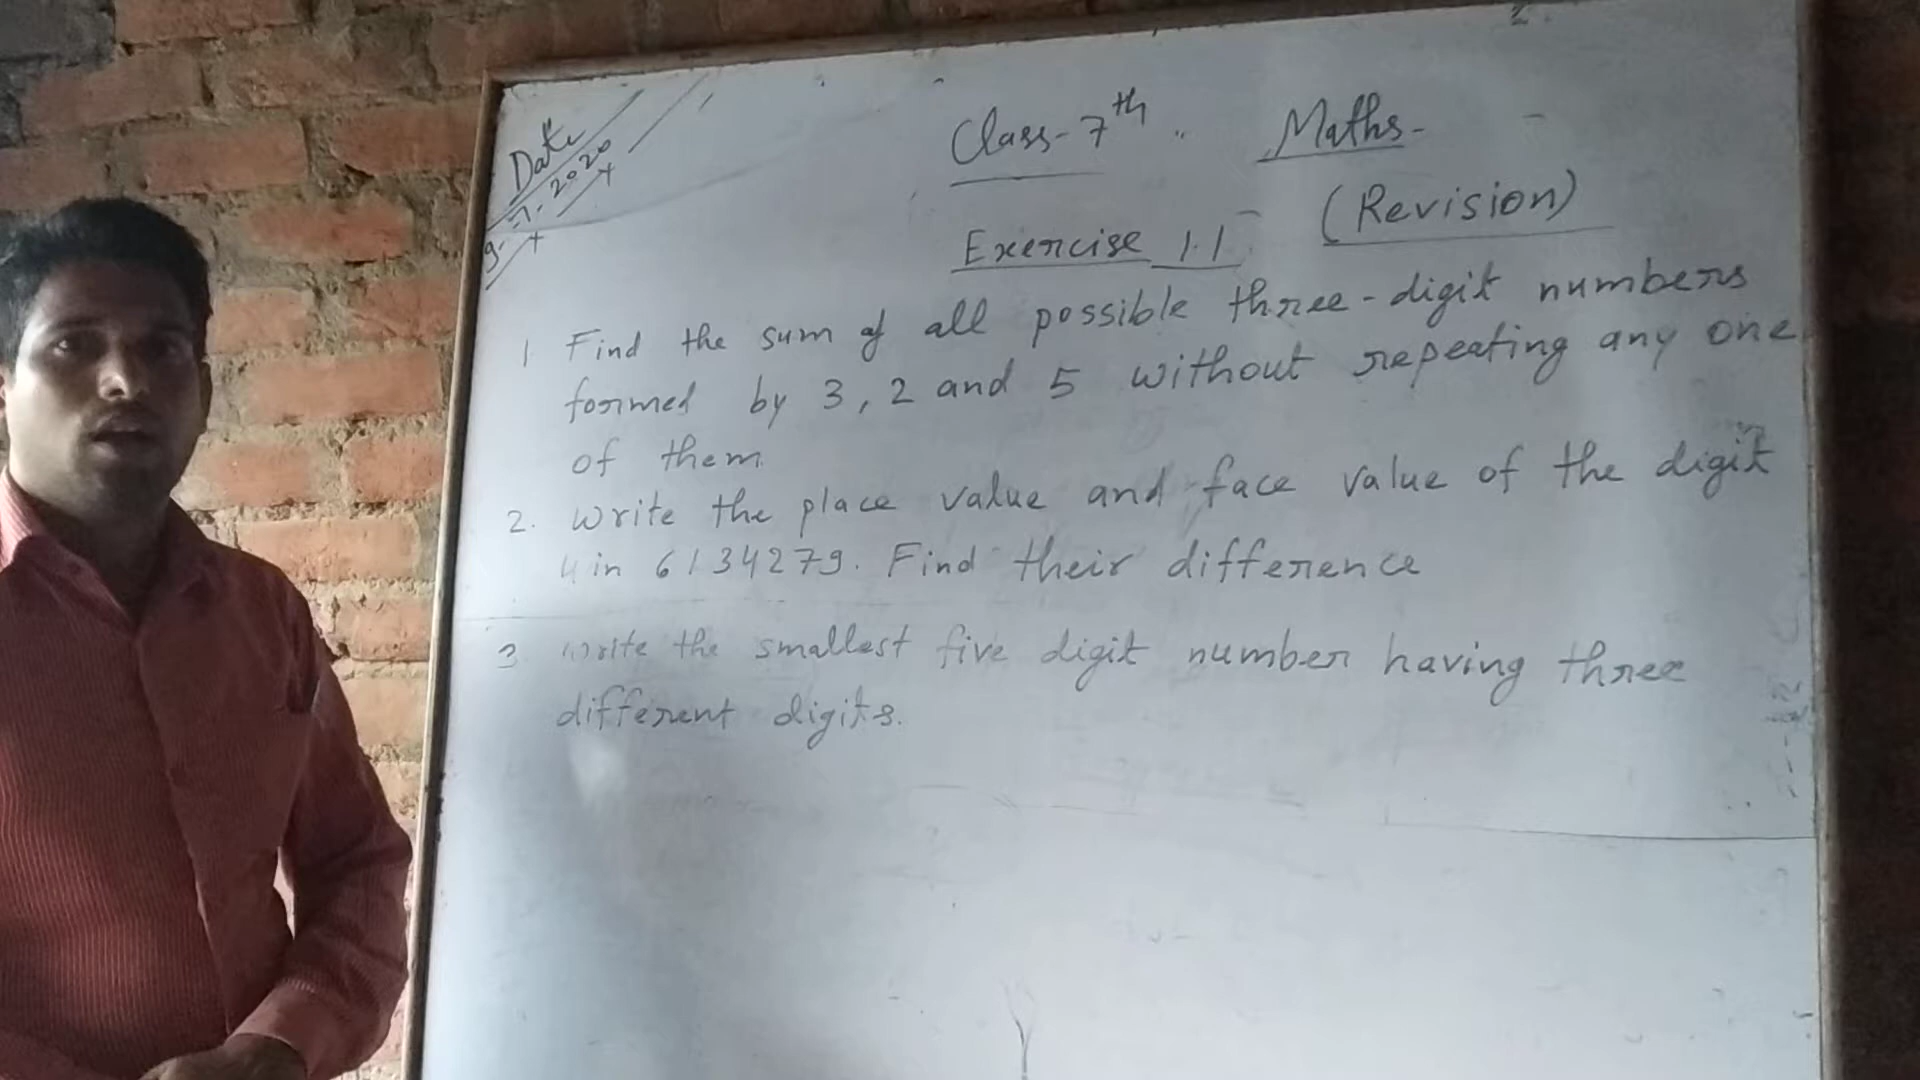 Date
9.7.2020
Class-7th
Maths-
(Revision)
Exercise 1.1
1 Find the sum of all possible three-digit numbers
formed by 3, 2 and 5 without repeating any one
of them
2. Write the place value and face value of the digit
4 in 6134279. Find their difference
3 Write the smallest five digit number having three
different digits.